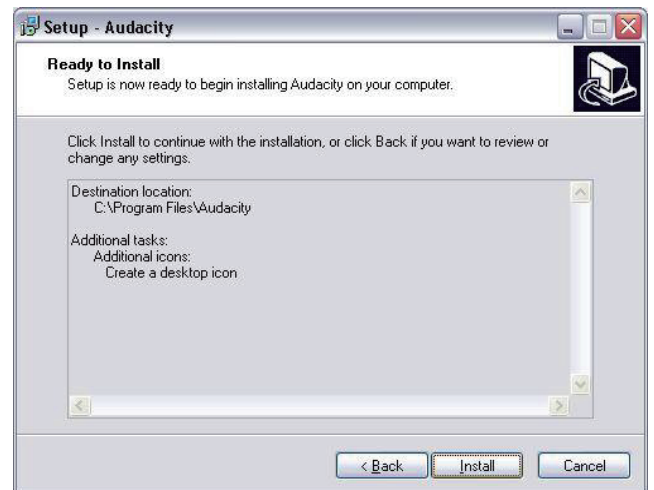 Setup - Audacity
Ready to Install
Setup is now ready to begin installing Audacity on your computer.
Click Install to continue with the installation, or click Back if you want to review or
change any settings.
Destination location:
C:\Program Files\Audacity
Additional tasks:
Additional icons:
Create a desktop icon
< Back
Install
Cancel